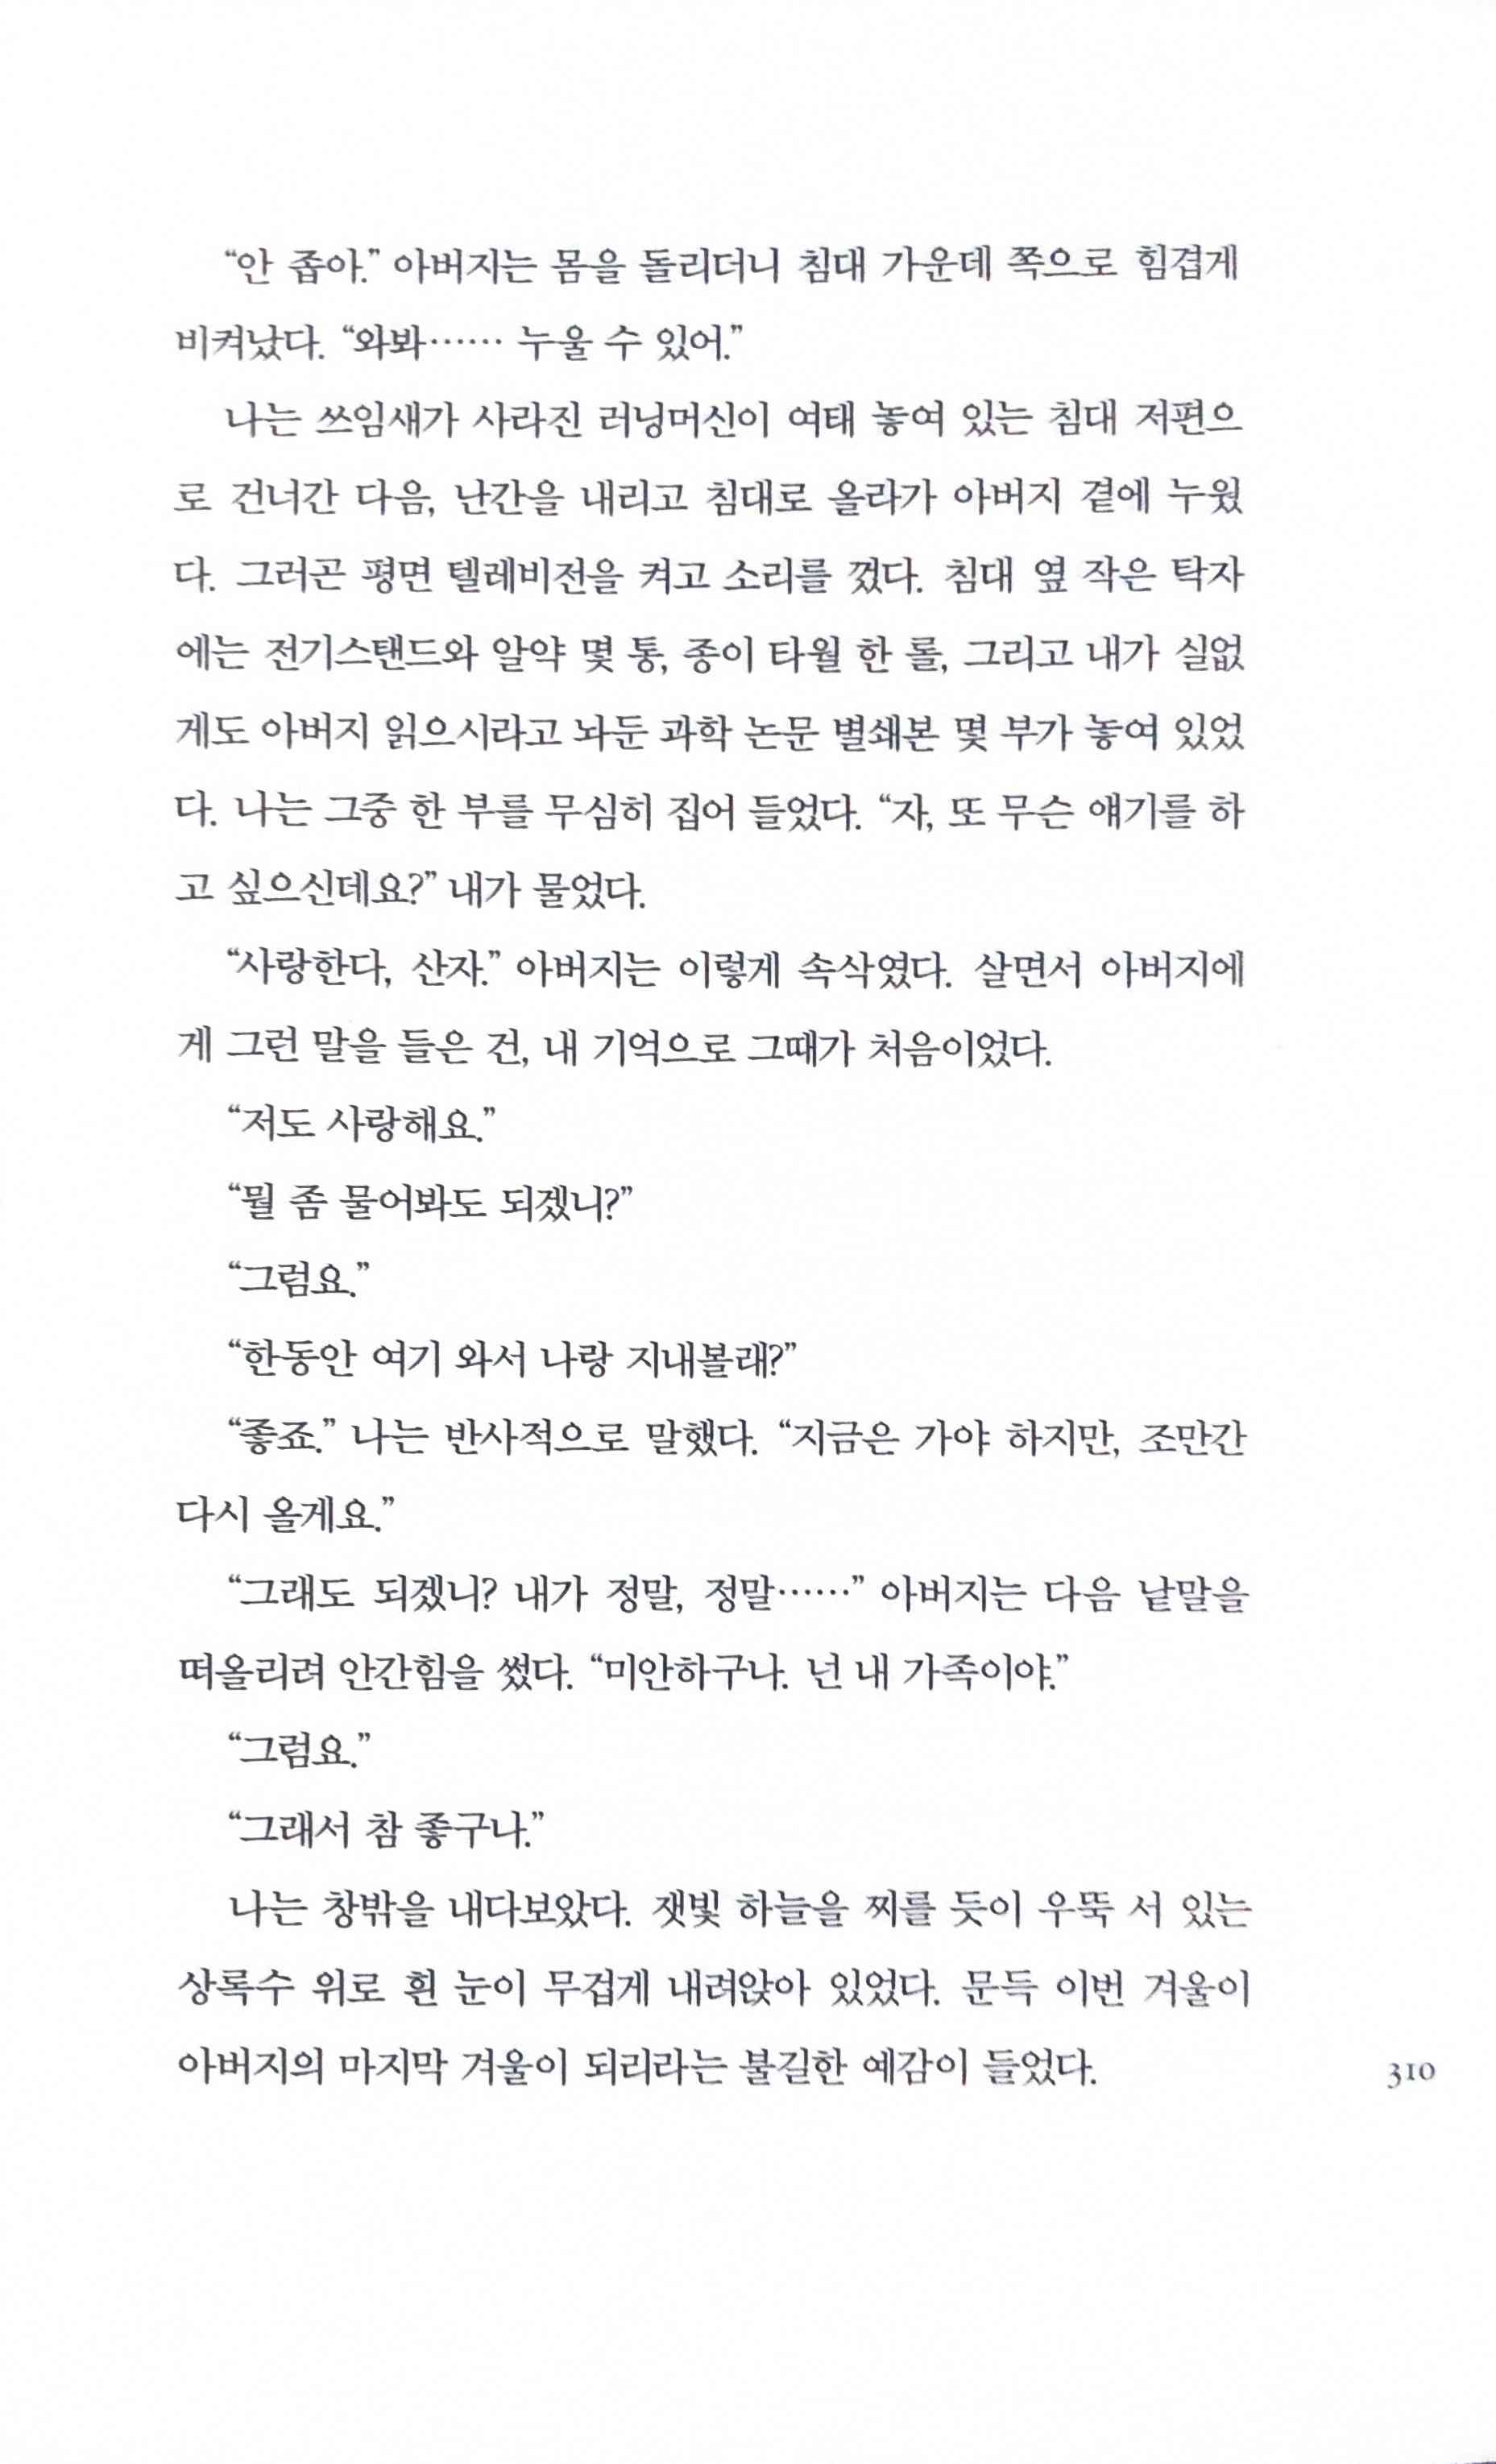 “안 좁아.” 아버지는 몸을 돌리더니 침대 가운데 쪽으로 힘겹게
비켜났다. “와봐…… 누울 수 있어.”
나는 쓰임새가 사라진 러닝머신이 여태 놓여 있는 침대 저편으
로 건너간 다음, 난간을 내리고 침대로 올라가 아버지 곁에 누웠
다. 그러곤 평면 텔레비전을 켜고 소리를 껐다. 침대 옆 작은 탁자
에는 전기스탠드와 알약 몇 통, 종이 타월 한 롤, 그리고 내가 실없
게도 아버지 읽으시라고 놔둔 과학 논문 별쇄본 몇 부가 놓여 있었
다. 나는 그중 한 부를 무심히 집어 들었다. “자, 또 무슨 얘기를 하
고 싶으신데요?” 내가 물었다.
“사랑한다, 산자.” 아버지는 이렇게 속삭였다. 살면서 아버지에
게 그런 말을 들은 건, 내 기억으로 그때가 처음이었다.
“저도 사랑해요.”
“뭘 좀 물어봐도 되겠니?”
“그럼요.”
“한동안 여기 와서 나랑 지내볼래?”
“좋죠.” 나는 반사적으로 말했다. “지금은 가야 하지만, 조만간
다시 올게요.”
“그래도 되겠니? 내가 정말, 정말……” 아버지는 다음 낱말을
떠올리려 안간힘을 썼다. “미안하구나. 넌 내 가족이야.”
“그럼요.”
“그래서 참 좋구나.”
나는 창밖을 내다보았다. 잿빛 하늘을 찌를 듯이 우뚝 서 있는
상록수 위로 흰 눈이 무겁게 내려앉아 있었다. 문득 이번 겨울이
아버지의 마지막 겨울이 되리라는 불길한 예감이 들었다.
310